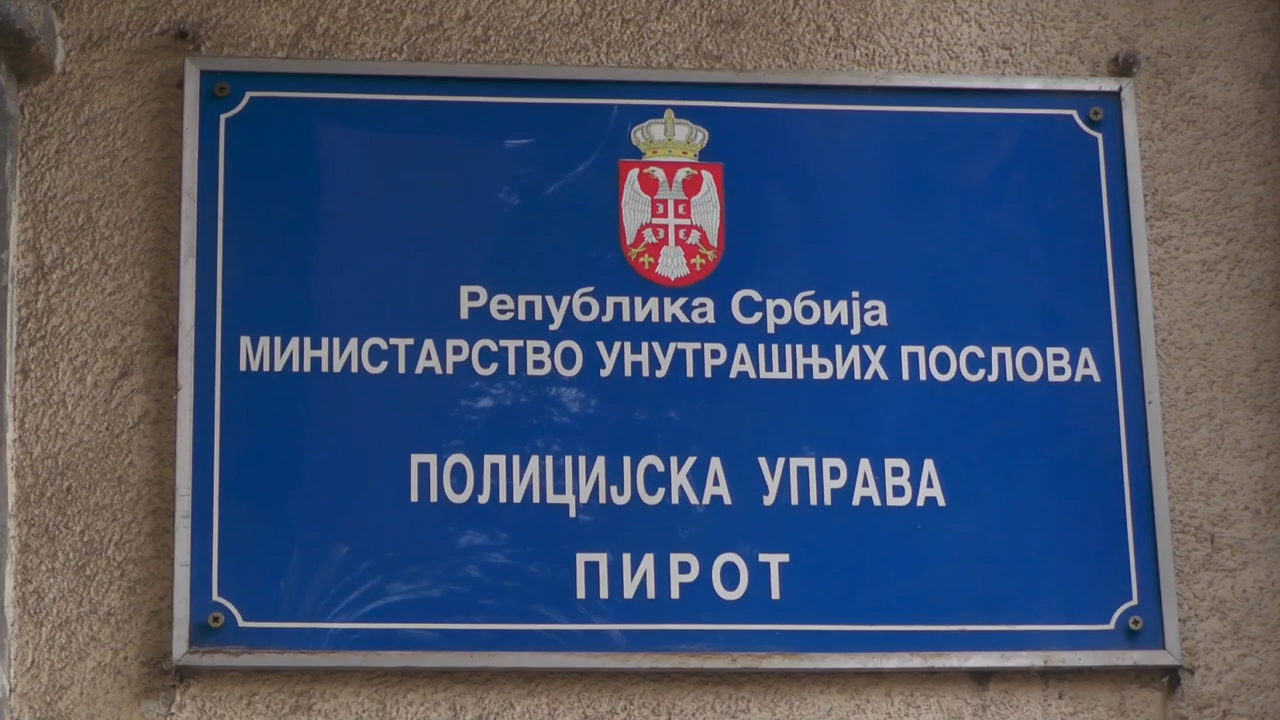 Република Србија
МИНИСТАРСТВО УНУТРАШЊИХ ПОСЛОВА
ПОЛИЦИЈСКА УПРАВА
ПИРОТ